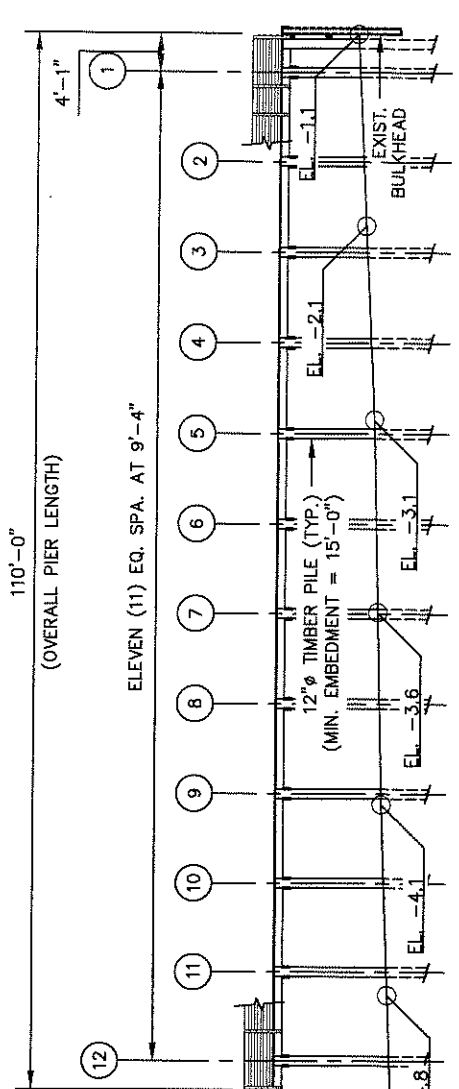 110'-0"
(OVERALL PIER LENGTH)
4'-1"
ELEVEN (11) EQ. SPA. AT 9'-4"
12
11
10
9
8
7
6
5
4
3
2
1
12"ø TIMBER PILE (TYP.)
(MIN. EMBEDMENT = 15'-0")
EL. -4.1
EL. -3.6
EL. -3.1
EL. -2.1
EL. -1.1
EXIST.
BULKHEAD
.8